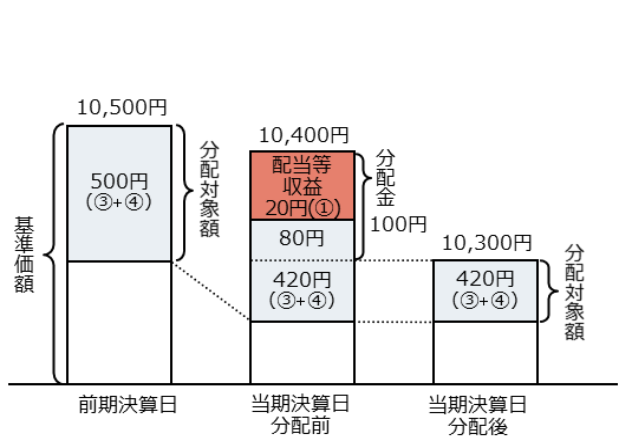 基準価額
10,500円
500円
(③+④)
分配対象額
前期決算日
10,400円
配当等
収益
20円(①)
80円
420円
(③+④)
分配金
100円
当期決算日
分配前
10,300円
420円
(③+④)
分配対象額
当期決算日
分配後